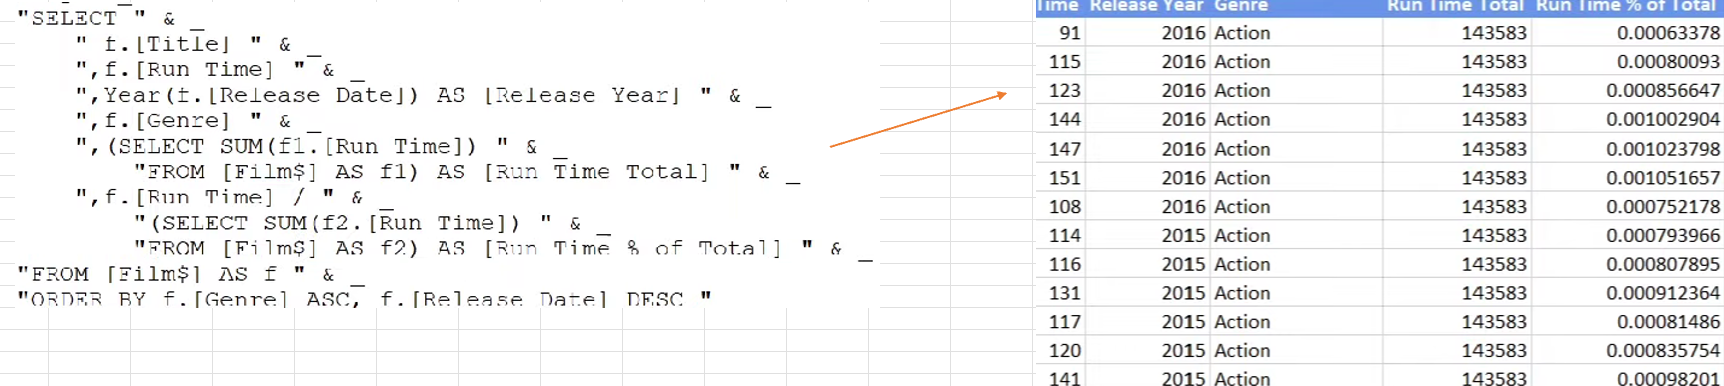 "SELECT " & _
" f.[Title] " & _
",f.[Run Time] " & _
",Year(f.[Release Date]) AS [Release Year] " & _
",f.[Genre] " & _
",(SELECT SUM(f1.[Run Time]) " & _
"FROM [Film$] AS f1) AS [Run Time Total] " & _
",f.[Run Time] / " & _
"(SELECT SUM(f2.[Run Time]) " & _
"FROM [Film$] AS f2) AS [Run Time % of Total] " & _
"FROM [Film$] AS f " & _
"ORDER BY f.[Genre] ASC, f.[Release Date] DESC "
Time Release Year Genre Run Time Total Run Time % of Total
91 2016 Action 143583 0.00063378
115 2016 Action 143583 0.00080093
123 2016 Action 143583 0.000856647
144 2016 Action 143583 0.001002904
147 2016 Action 143583 0.001023798
151 2016 Action 143583 0.001051657
108 2016 Action 143583 0.000752178
114 2015 Action 143583 0.000793966
116 2015 Action 143583 0.000807895
131 2015 Action 143583 0.000912364
117 2015 Action 143583 0.00081486
120 2015 Action 143583 0.000835754
141 2015 Action 143583 0.00098201